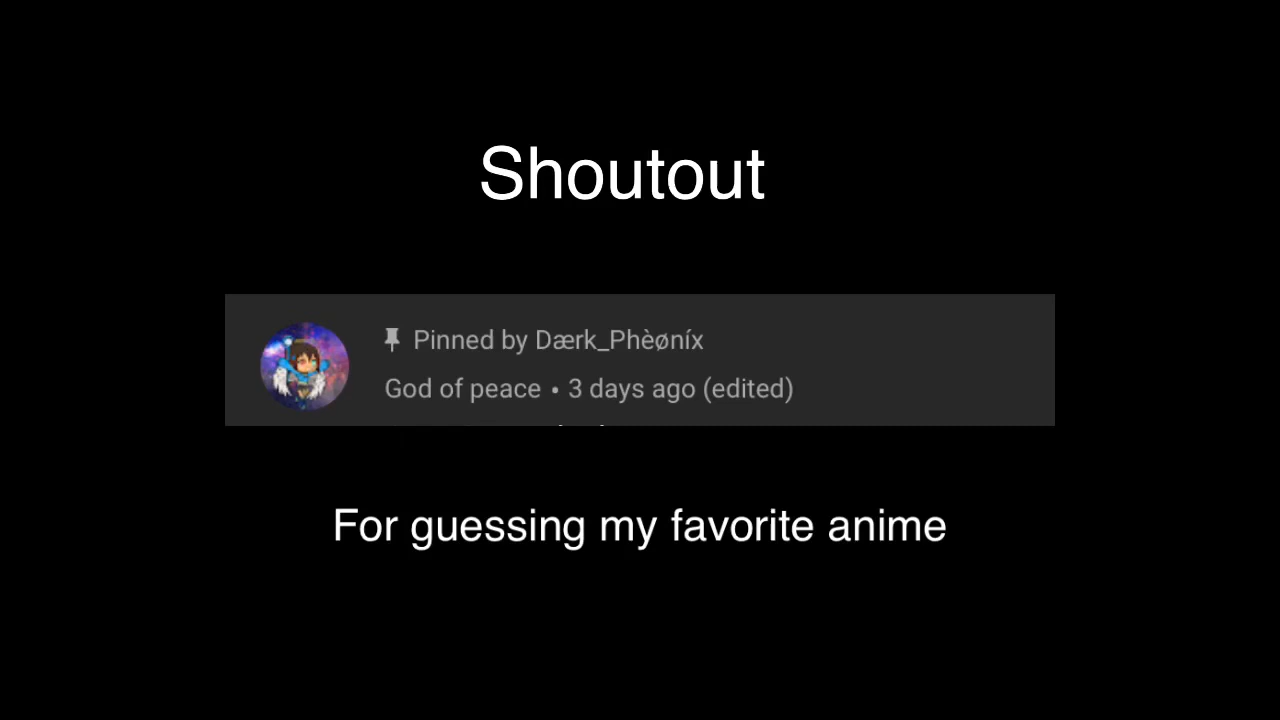 Shoutout
Pinned by Dærk_Phèøníx
God of peace • 3 days ago (edited)
For guessing my favorite anime